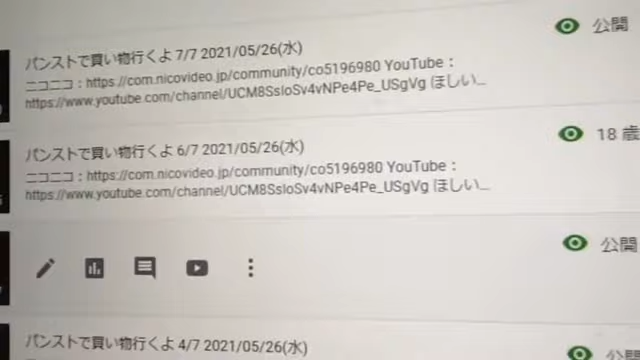 公開
パンストで買い物行くよ 7/7 2021/05/26(水)
ニコニコ：https://com.nicovideo.jp/community/co5196980 YouTube：
https://www.youtube.com/channel/UCM8SsIoSv4vNPe4Pe_USgVg (ほしい...
18 歳
パンストで買い物行くよ 6/7 2021/05/26(水)
ニコニコ：https://com.nicovideo.jp/community/co5196980 YouTube：
https://www.youtube.com/channel/UCM8SsIoSv4vNPe4Pe_USgVg (ほしい...
公開
パンストで買い物行くよ 4/7 2021/05/26(水)
公開